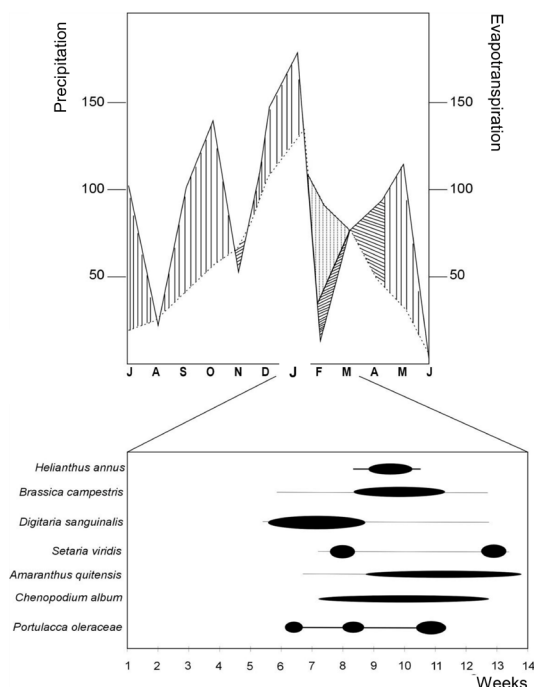 Precipitation
Evapotranspiration
150 150
100 100
50 50
J A S O N D J F M A M J
Helianthus annus
Brassica campestris
Digitaria sanguinalis
Setaria viridis
Amaranthus quitensis
Chenopodium album
Portulacca oleraceae
1 2 3 4 5 6 7 8 9 10 11 12 13 14
Weeks